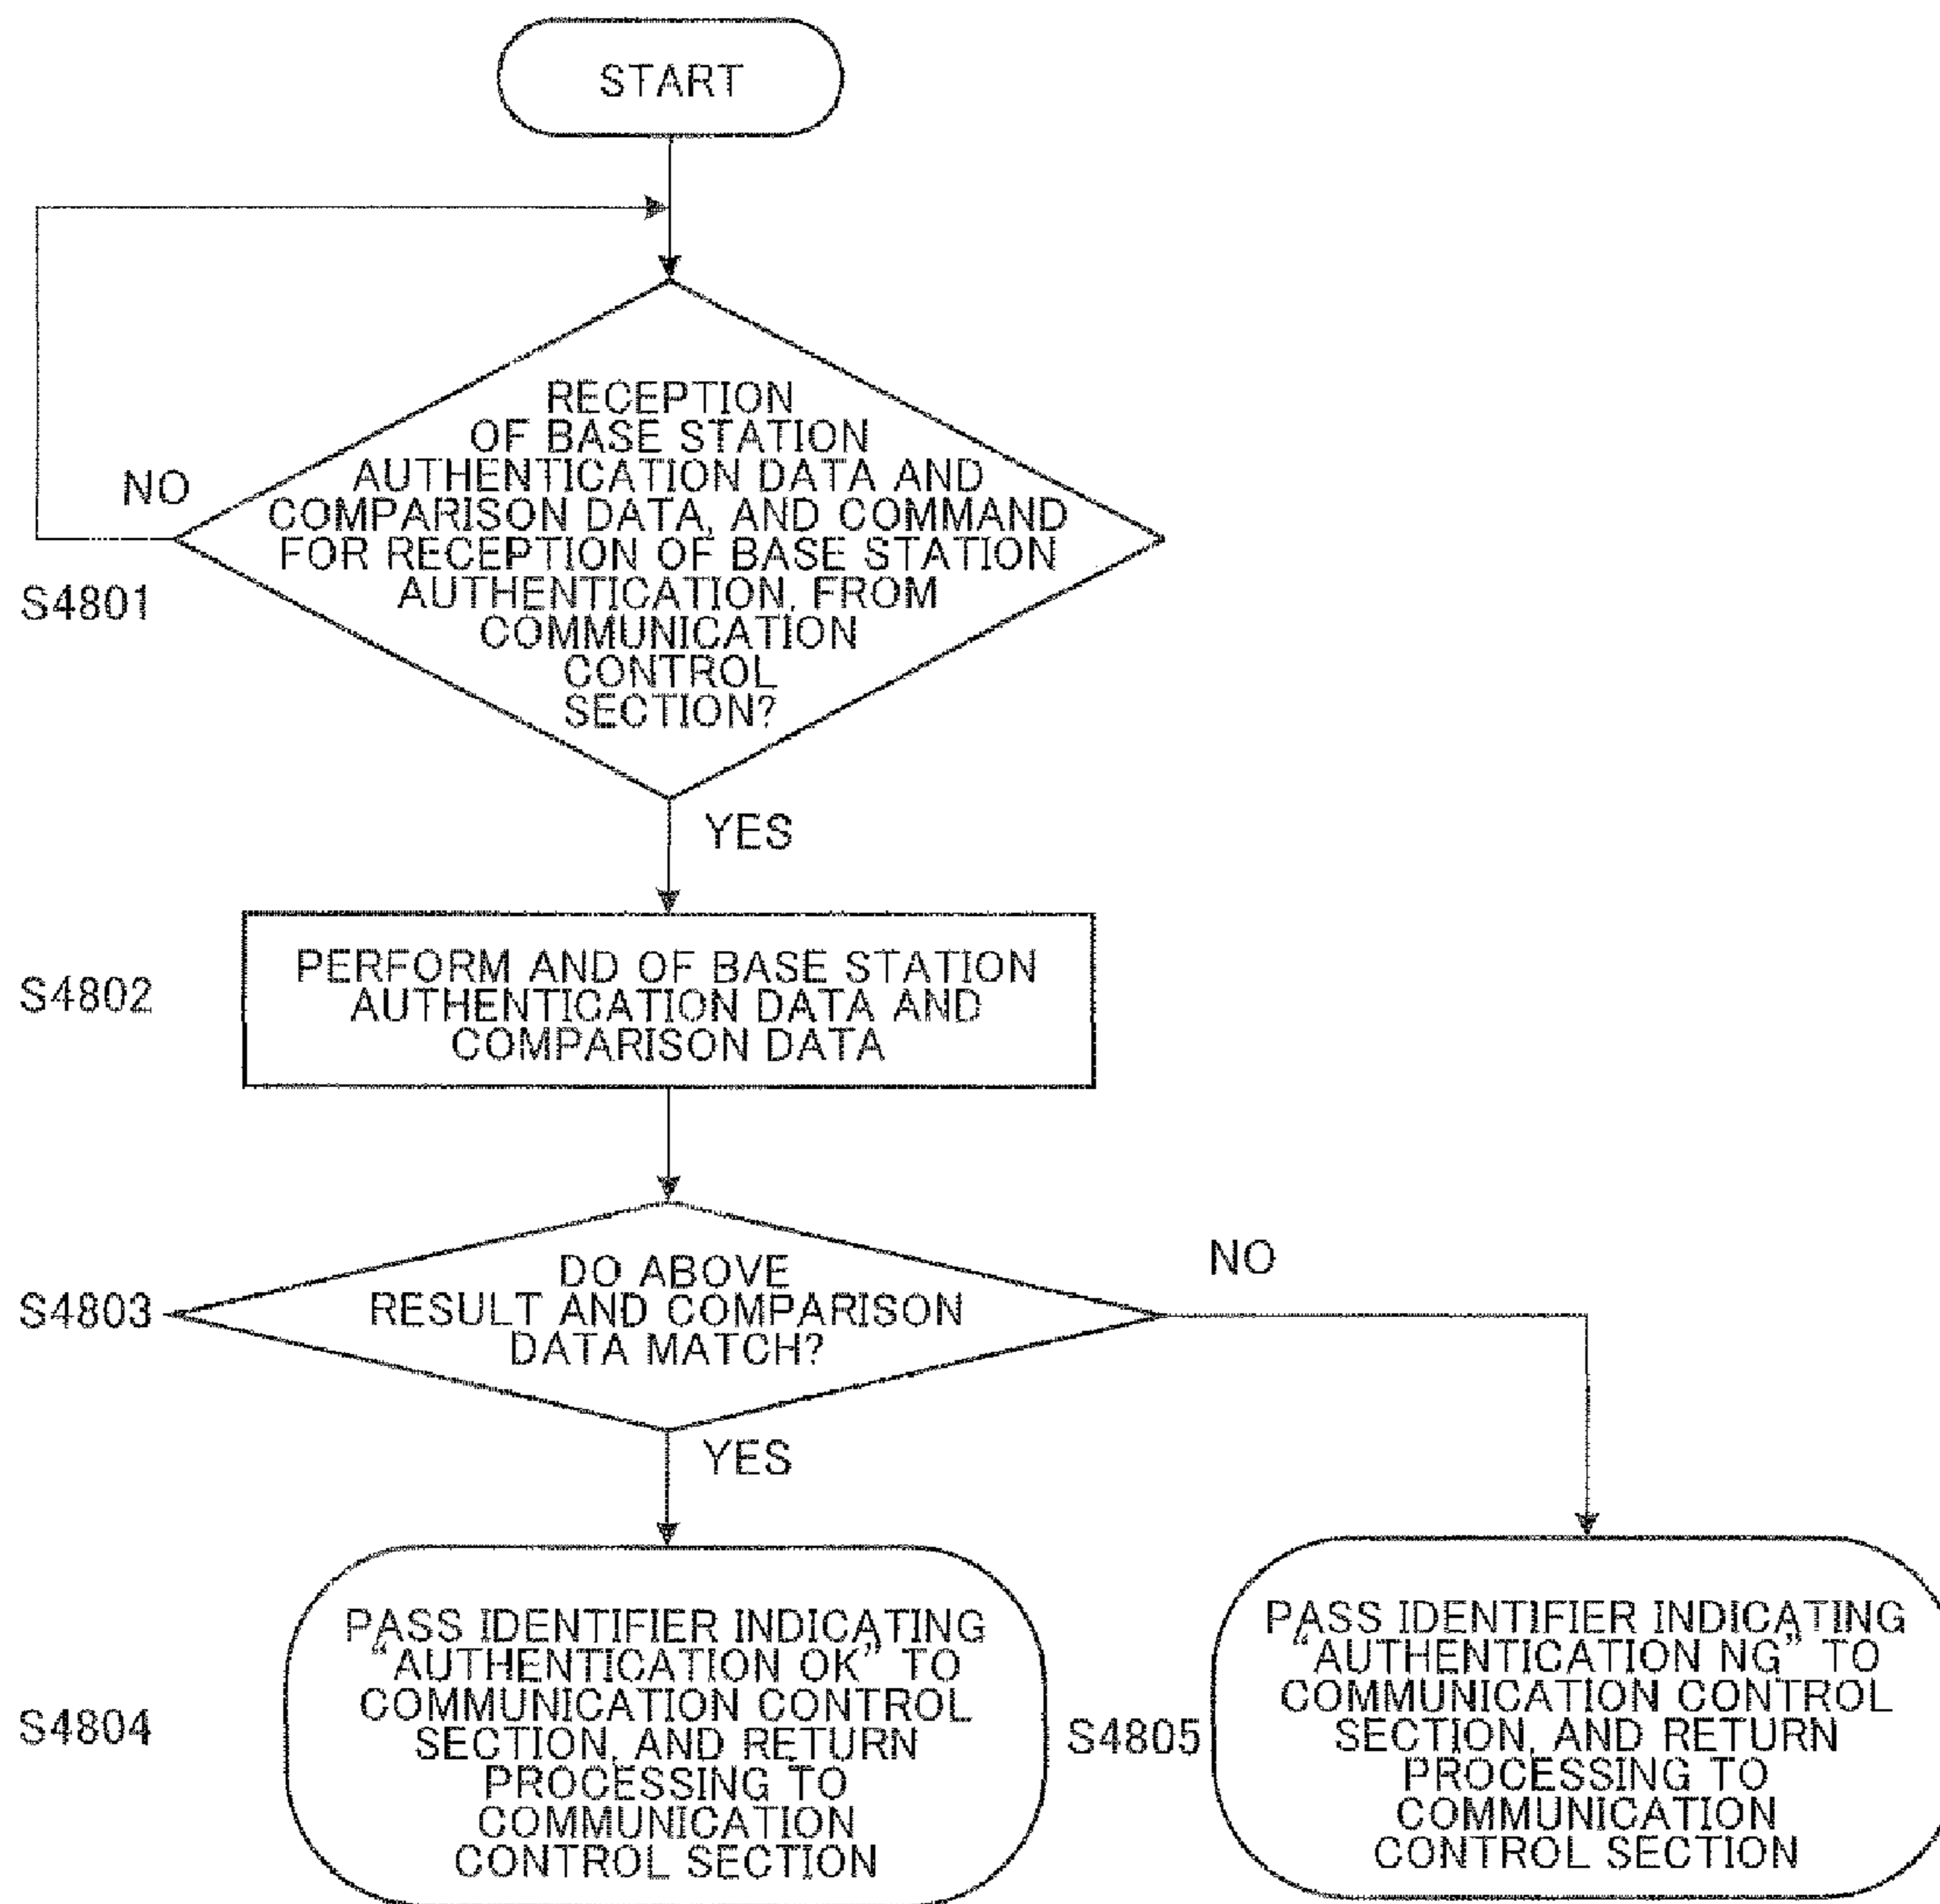 START
RECEPTION
OF BASE STATION
AUTHENTICATION DATA AND
COMPARISON DATA, AND COMMAND
FOR RECEPTION OF BASE STATION
AUTHENTICATION, FROM
COMMUNICATION
CONTROL
SECTION?
NO
S4801
YES
S4802
PERFORM AND OF BASE STATION
AUTHENTICATION DATA AND
COMPARISON DATA
S4803
DO ABOVE
RESULT AND COMPARISON
DATA MATCH?
NO
YES
S4804
PASS IDENTIFIER INDICATING
"AUTHENTICATION OK" TO
COMMUNICATION CONTROL
SECTION, AND RETURN
PROCESSING TO
COMMUNICATION
CONTROL SECTION
S4805
PASS IDENTIFIER INDICATING
"AUTHENTICATION NG" TO
COMMUNICATION CONTROL
SECTION, AND RETURN
PROCESSING TO
COMMUNICATION
CONTROL SECTION